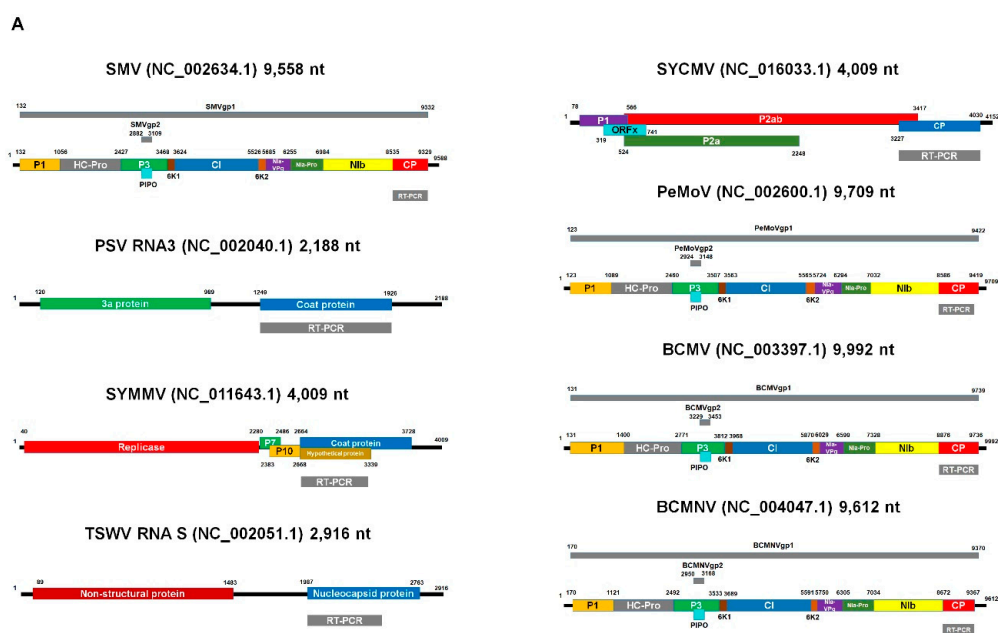 A
SMV (NC_002634.1) 9,558 nt
132 SMVgp1 9332
SMVgp2
2882 3109
1 132 1056 2427 3468 3624 5526 5685 6255 6984 8535 9329 9588
P1 HC-Pro P3 CI NIa-VPg NIa-Pro NIb CP
PIPO 6K1 6K2
RT-PCR
PSV RNA3 (NC_002040.1) 2,188 nt
1 120 989 1249 1926 2188
3a protein Coat protein
RT-PCR
SYMMV (NC_011643.1) 4,009 nt
1 40 2280 2486 2664 3728 4009
Replicase P7 Coat protein
P10 Hypothetical protein
2383 2668 3339
RT-PCR
TSWV RNA S (NC_002051.1) 2,916 nt
1 89 1483 1987 2763 2916
Non-structural protein Nucleocapsid protein
RT-PCR
SYCMV (NC_016033.1) 4,009 nt
1 78 566 3417 4030 4152
P1 P2ab CP
ORFx
319 741 3227
P2a
524 2248
RT-PCR
PeMoV (NC_002600.1) 9,709 nt
123 PeMoVgp1 9422
PeMoVgp2
2924 3148
1 123 1089 2460 3507 3563 5565 5724 6294 7032 8586 9419 9709
P1 HC-Pro P3 CI NIa-VPg NIa-Pro NIb CP
PIPO 6K1 6K2
RT-PCR
BCMV (NC_003397.1) 9,992 nt
131 BCMVgp1 9739
BCMVgp2
3229 3453
1 131 1400 2771 3812 3968 5870 6028 6599 7328 8876 9736 9992
P1 HC-Pro P3 CI NIa-VPg NIa-Pro NIb CP
PIPO 6K1 6K2
RT-PCR
BCMNV (NC_004047.1) 9,612 nt
170 BCMNVgp1 9370
BCMNVgp2
2950 3168
1 170 1121 2492 3533 3689 5591 5750 6305 7034 8672 9367 9612
P1 HC-Pro P3 CI NIa-VPg NIa-Pro NIb CP
PIPO 6K1 6K2
RT-PCR